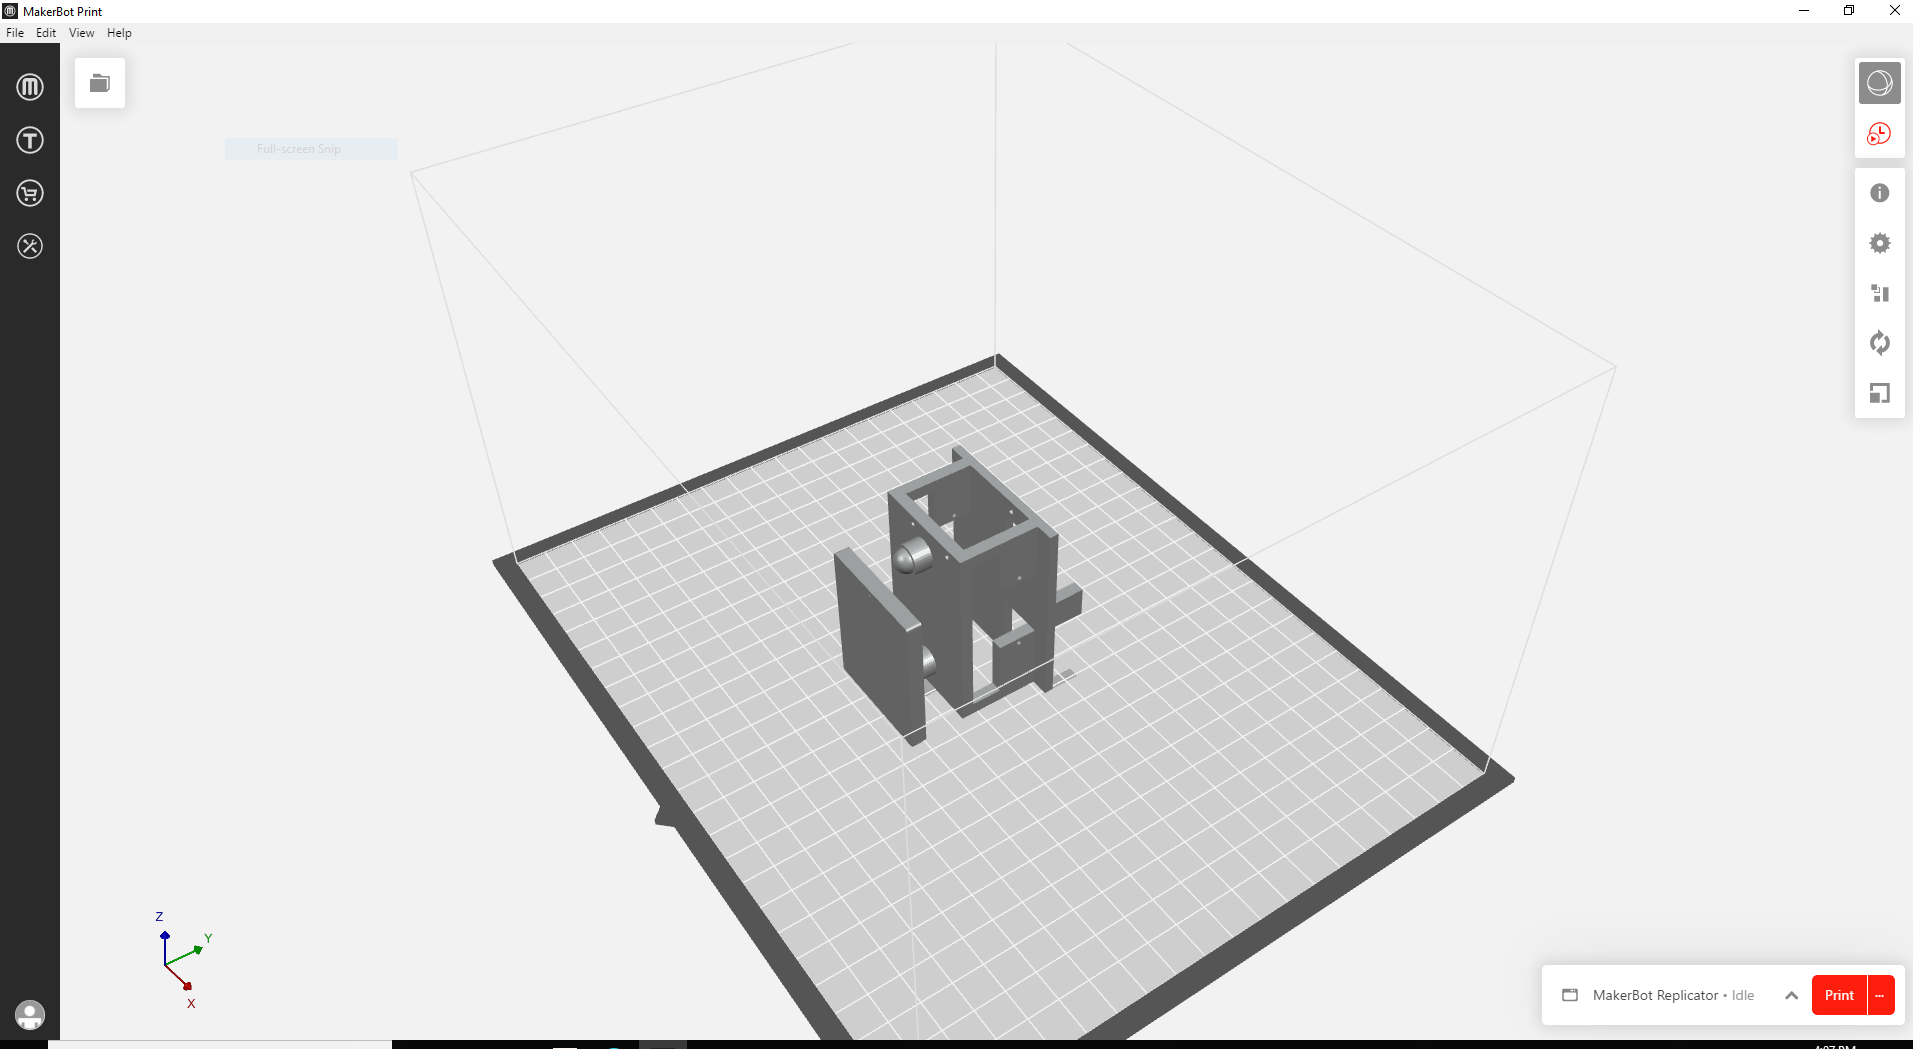 MakerBot Print
File Edit View Help
Full-screen Snip
Z
Y
X
MakerBot Replicator • Idle
Print
...